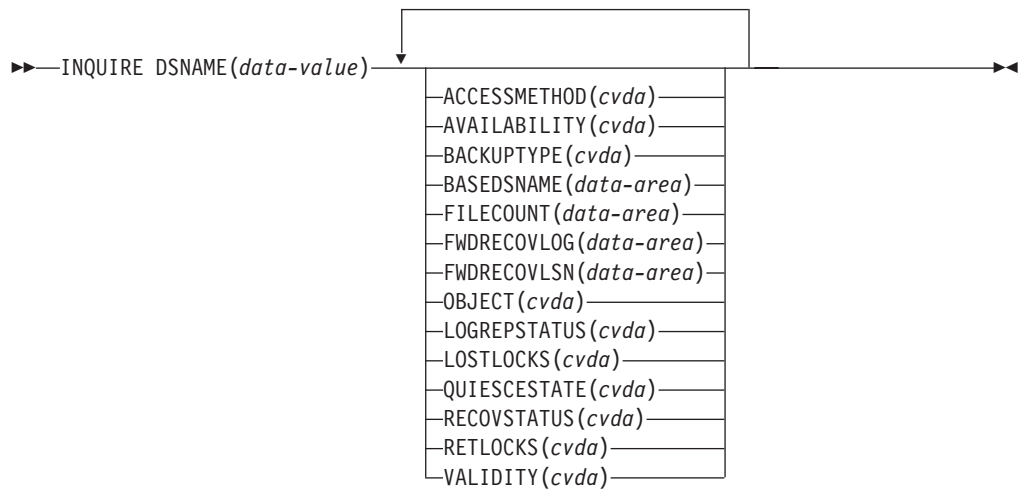 INQUIRE DSNAME(data-value)
ACCESSMETHOD(cvda)
AVAILABILITY(cvda)
BACKUPTYPE(cvda)
BASEDSNAME(data-area)
FILECOUNT(data-area)
FWDRECOVLOG(data-area)
FWDRECOVLSN(data-area)
OBJECT(cvda)
LOGREPSTATUS(cvda)
LOSTLOCKS(cvda)
QUIESCESTATE(cvda)
RECOVSTATUS(cvda)
RETLOCKS(cvda)
VALIDITY(cvda)